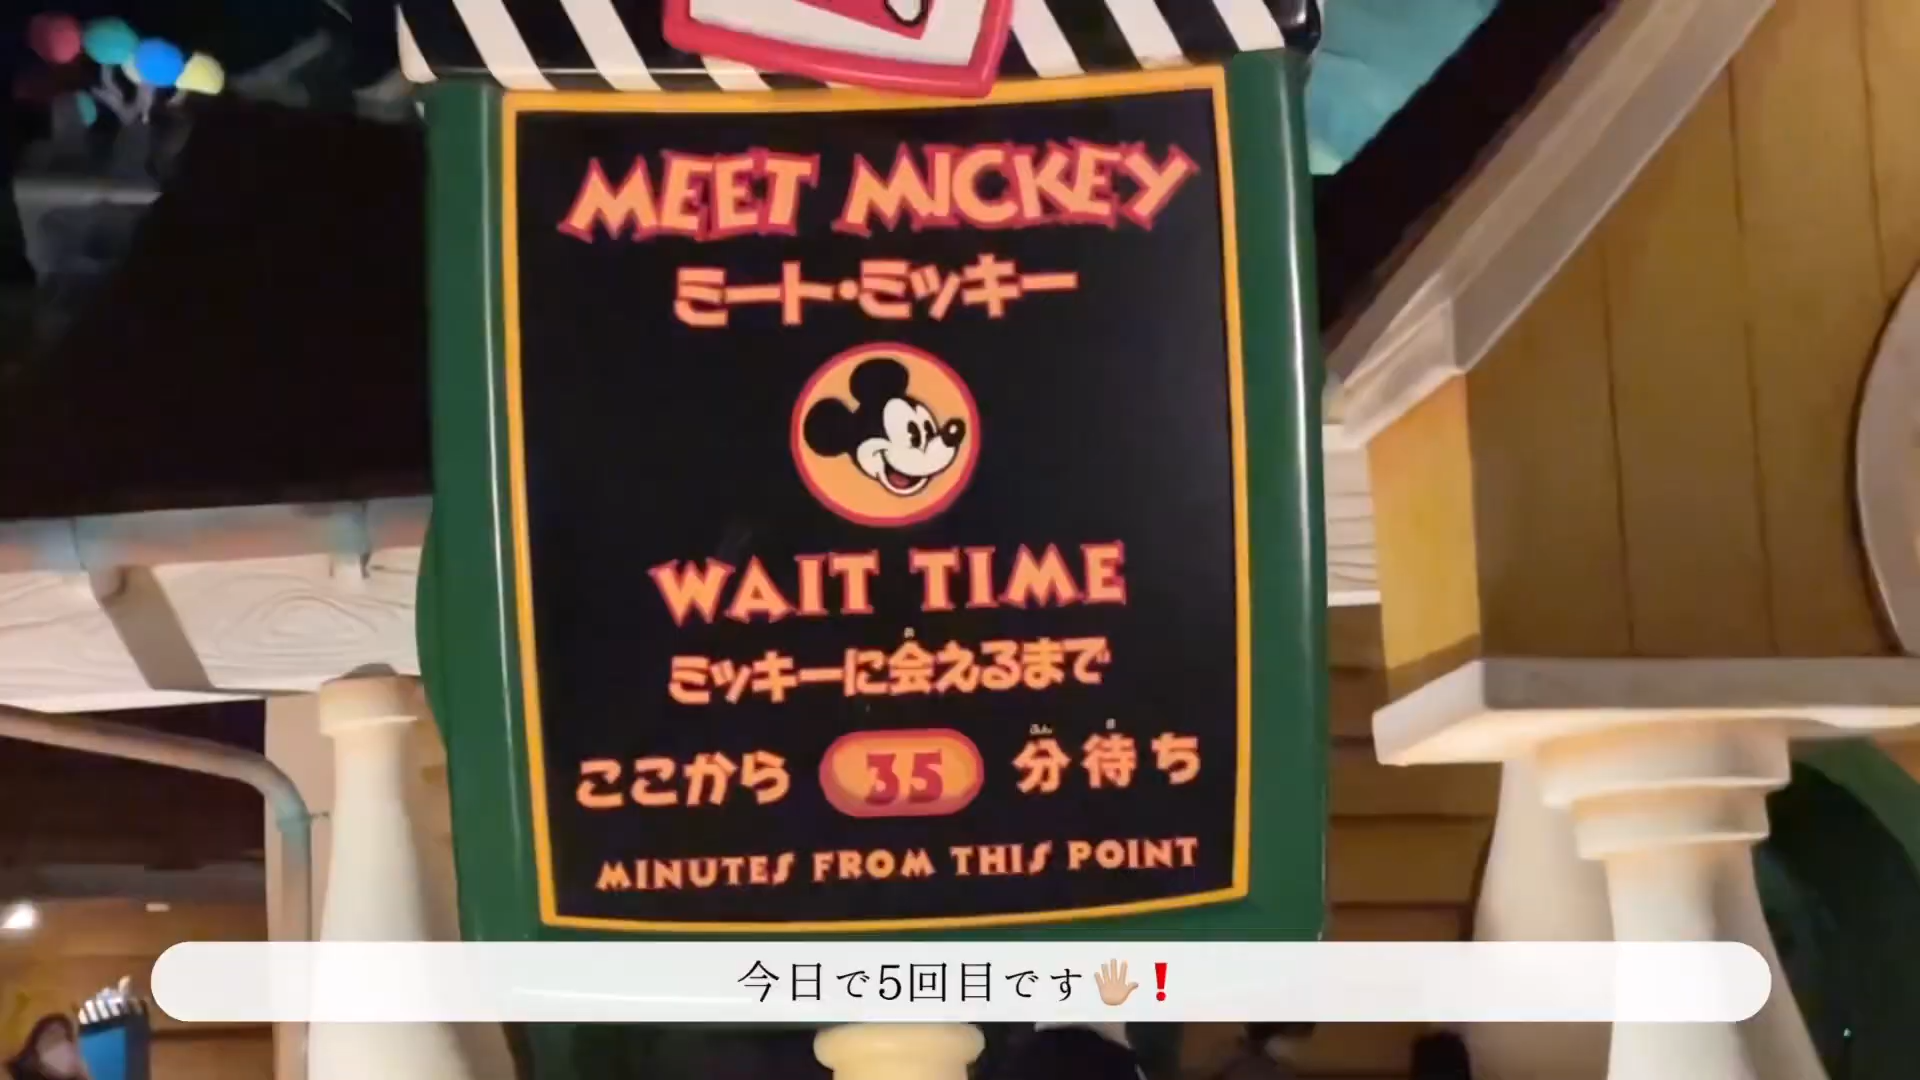 MEET MICKEY
ミート・ミッキー
WAIT TIME
ミッキーに会えるまで
ここから 35 分待ち
MINUTES FROM THIS POINT
今日で5回目です🖐🏼❗